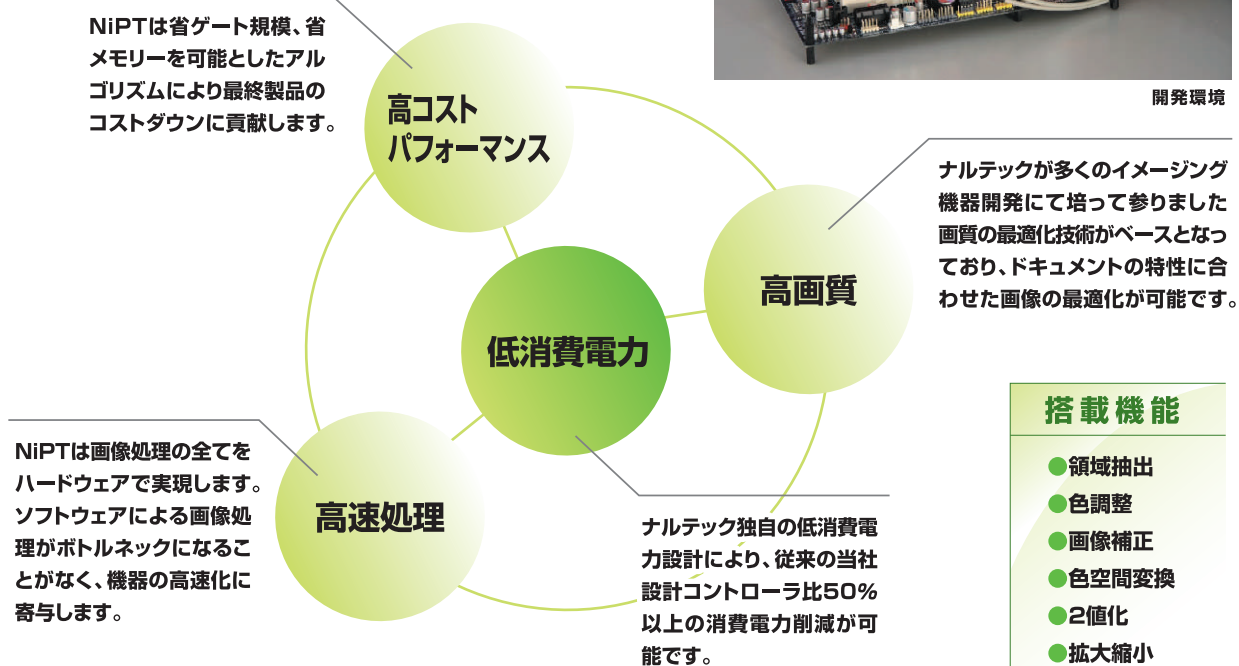 NiPTは省ゲート規模、省
メモリーを可能としたアル
ゴリズムにより最終製品の
コストダウンに貢献します。
高コスト
パフォーマンス
開発環境
ナルテックが多くのイメージング
機器開発にて培って参りました
画質の最適化技術がベースとなっ
ており、ドキュメントの特性に合
わせた画像の最適化が可能です。
高画質
低消費電力
NiPTは画像処理の全てを
ハードウェアで実現します。
ソフトウェアによる画像処
理がボトルネックになるこ
とがなく、機器の高速化に
寄与します。
高速処理
ナルテック独自の低消費電
力設計により、従来の当社
設計コントローラ比50%
以上の消費電力削減が可
能です。
搭載機能
●領域抽出
●色調整
●画像補正
●色空間変換
●2値化
●拡大縮小